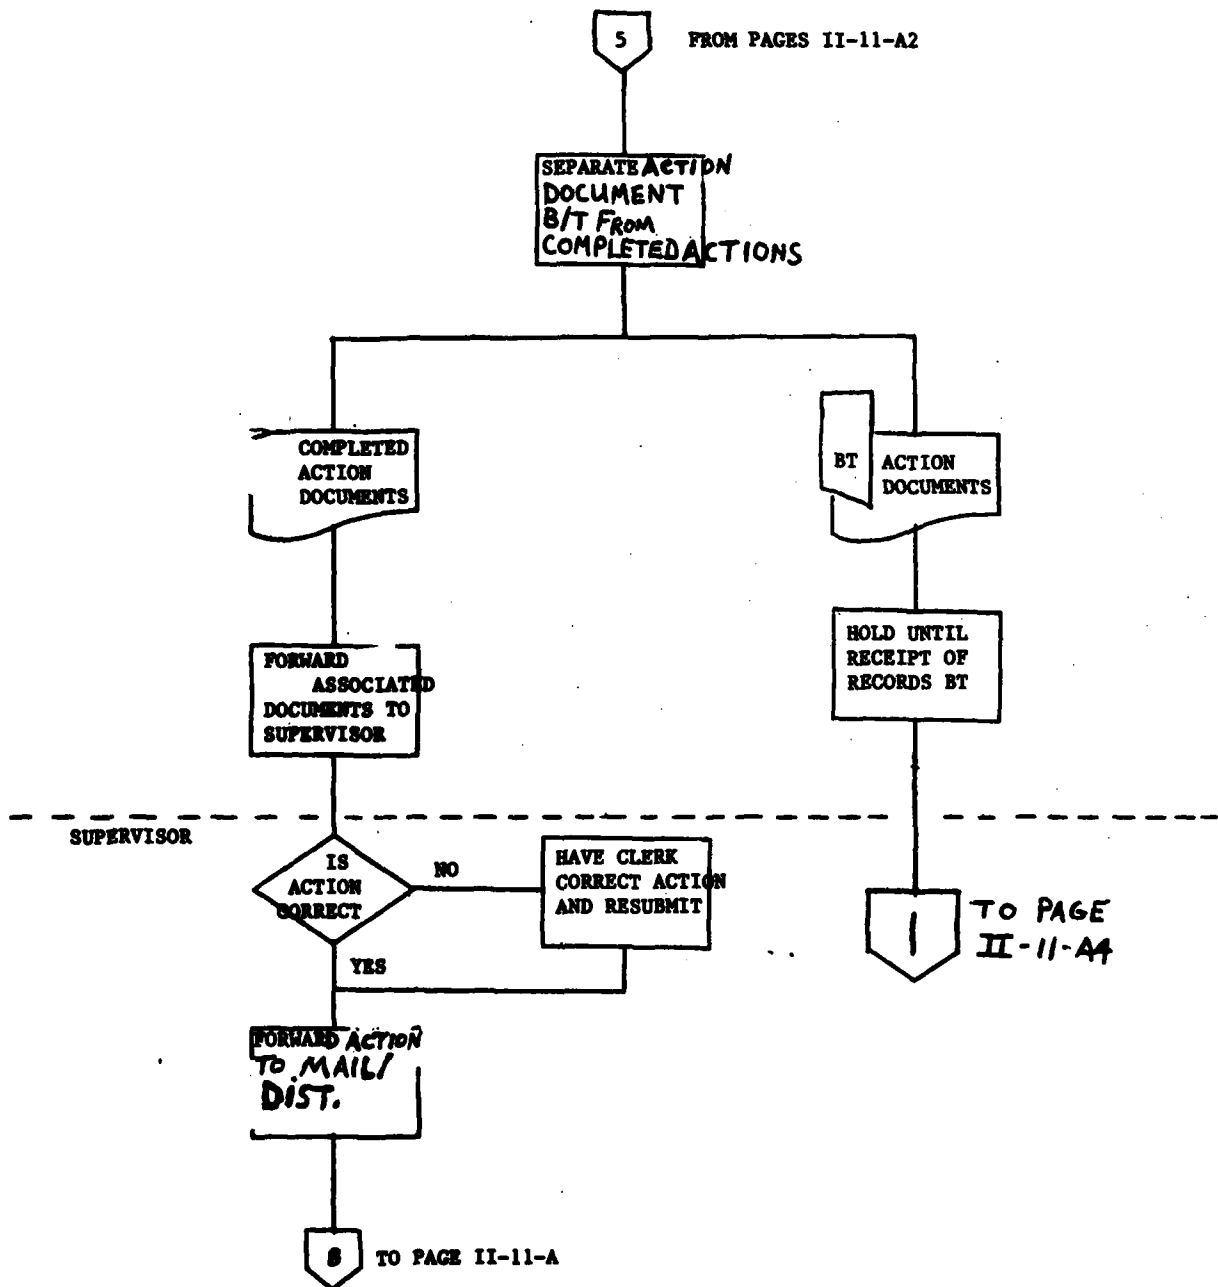 5 FROM PAGES II-11-A2
SEPARATE ACTION
DOCUMENT
B/T FROM
COMPLETED ACTIONS
COMPLETED
ACTION
DOCUMENTS
BT
ACTION
DOCUMENTS
FORWARD
ASSOCIATED
DOCUMENTS TO
SUPERVISOR
HOLD UNTIL
RECEIPT OF
RECORDS BT
SUPERVISOR
IS
ACTION
CORRECT
NO
YES
HAVE CLERK
CORRECT ACTION
AND RESUBMIT
1
TO PAGE
II-11-A4
FORWARD ACTION
TO MAIL/
DIST.
TO PAGE II-11-A